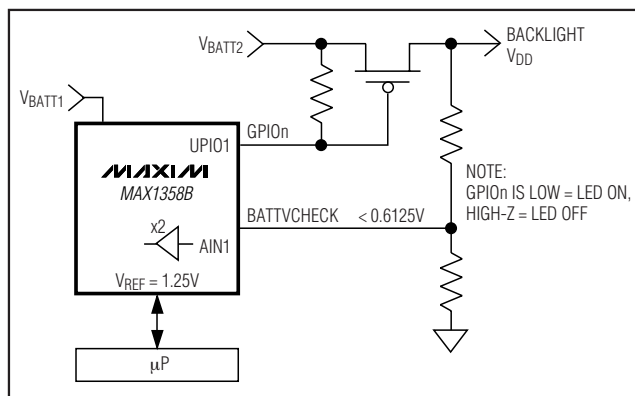 VBATT2
BACKLIGHT
VDD
VBATT1
GPIOn
UPIO1
MAXIM
MAX1358B
NOTE:
GPIOn IS LOW = LED ON,
HIGH-Z = LED OFF
BATTVCHECK < 0.6125V
x2
AIN1
VREF = 1.25V
µP